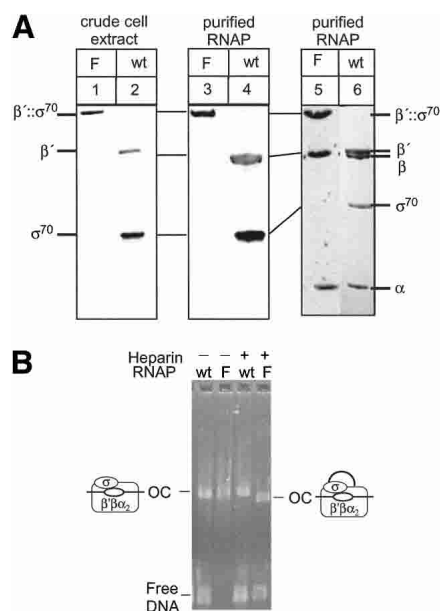 A
crude cell extract
purified RNAP
purified RNAP
F wt F wt F wt
1 2 3 4 5 6
β´::σ⁷⁰
β´
σ⁷⁰
β´::σ⁷⁰
β´
β
σ⁷⁰
α
B
Heparin – – + +
RNAP wt F wt F
σ
β'βα₂
OC
OC
σ
β'βα₂
Free DNA